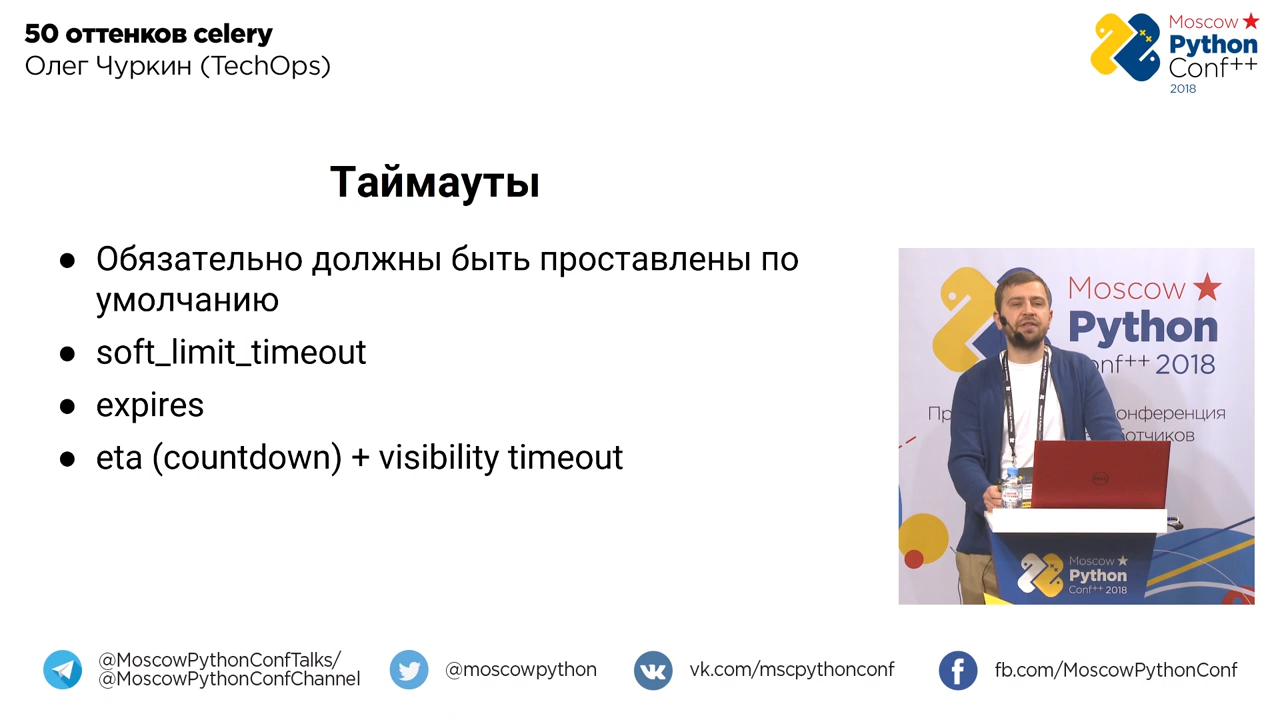 50 оттенков celery
Олег Чуркин (TechOps)
Moscow
Python
Conf++
2018
Таймауты
● Обязательно должны быть проставлены по
умолчанию
● soft_limit_timeout
● expires
● eta (countdown) + visibility timeout
Moscow
Python
onf++ 2018
онференция
ботчиков
DELL
Moscow
Python
Conf++ 2018
@MoscowPythonConfTalks/
@MoscowPythonConfChannel
@moscowpython
vk.com/mscpythonconf
fb.com/MoscowPythonConf